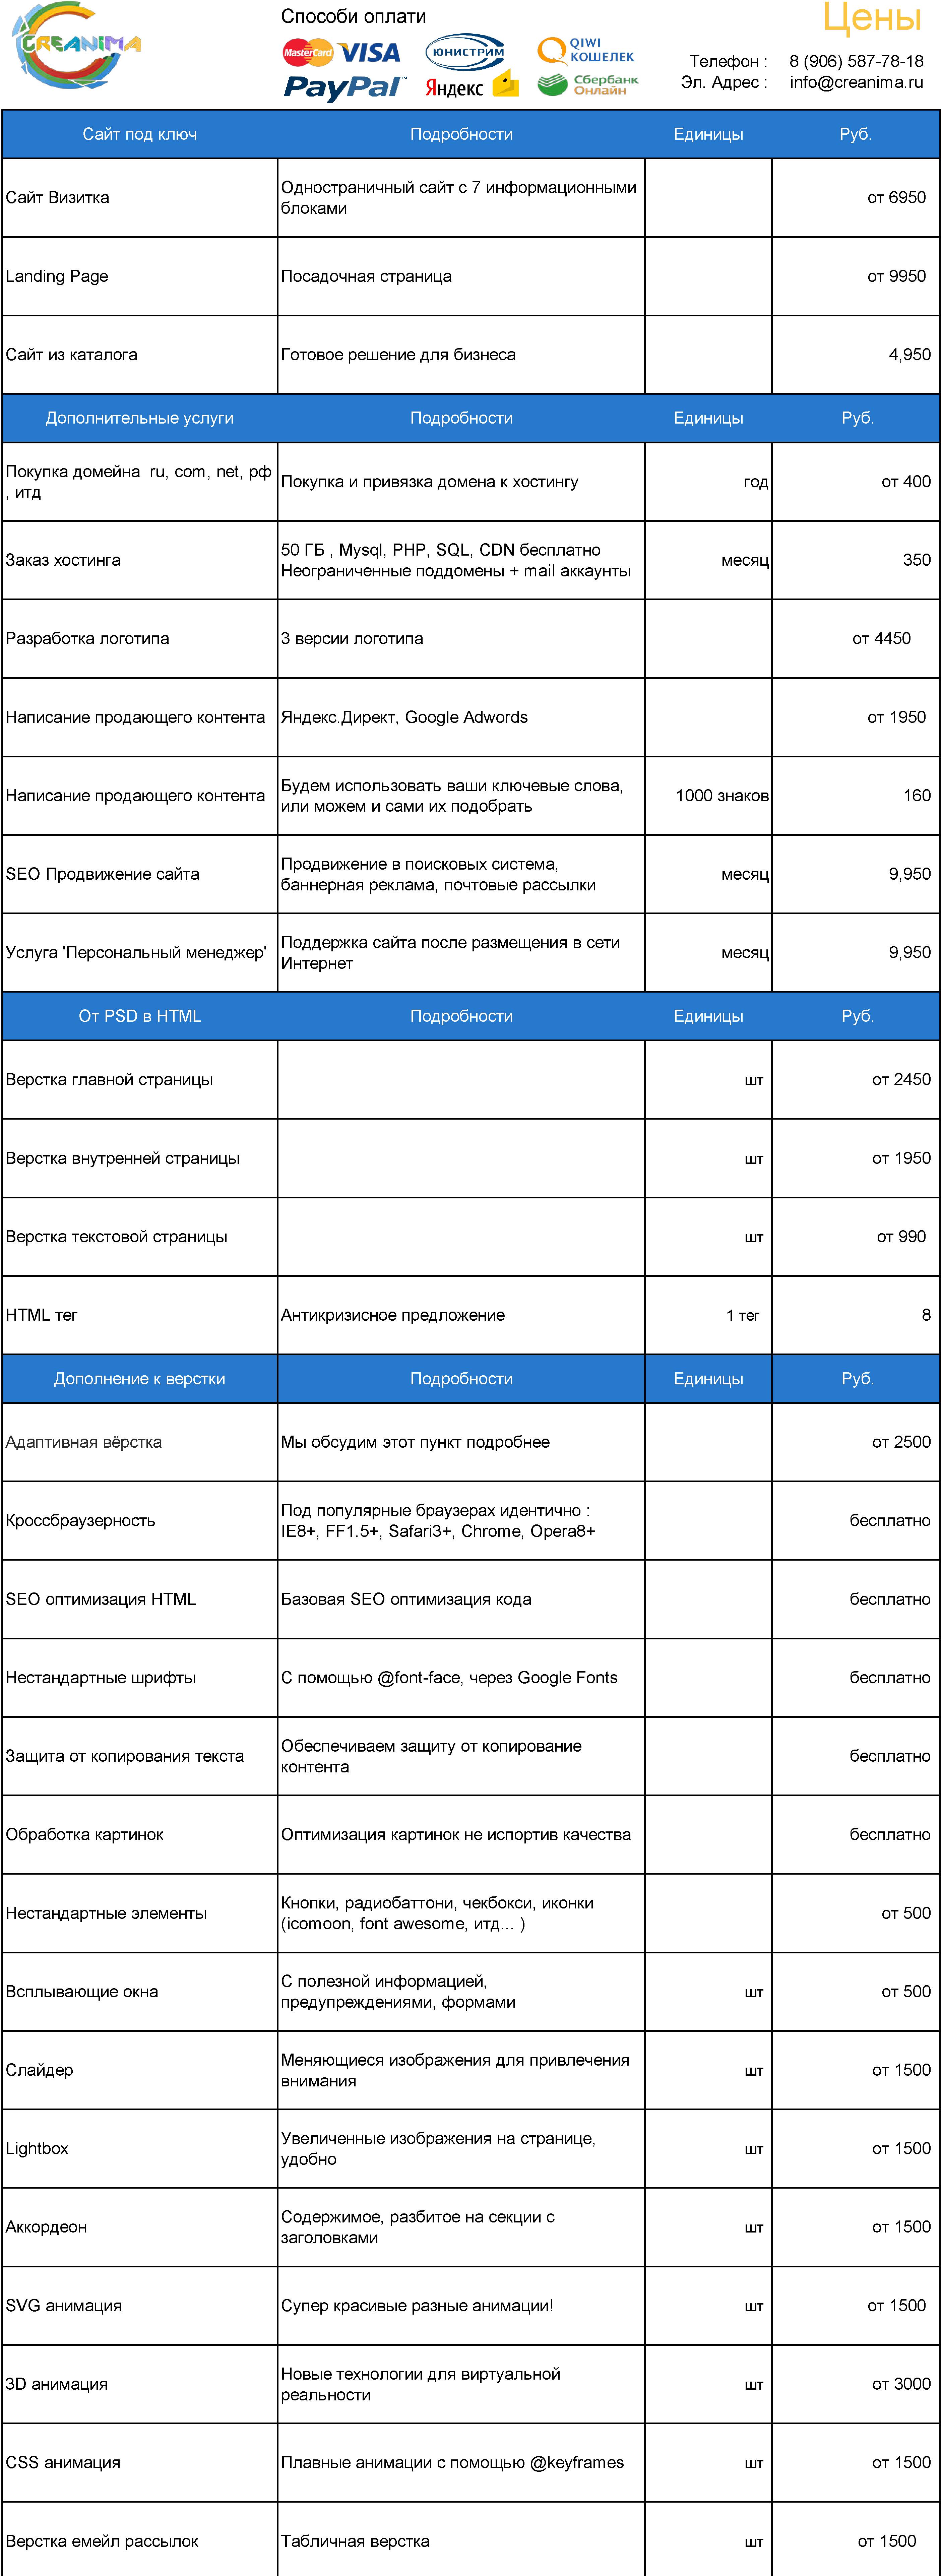 CREANIMA
Способи оплати
Цены
MasterCard VISA ЮНИСТРИМ QIWI КОШЕЛЕК
PayPal™ Яндекс Сбербанк Онлайн
Телефон : 8 (906) 587-78-18
Эл. Адрес : info@creanima.ru
Сайт под ключ Подробности Единицы Руб.
Сайт Визитка Одностраничный сайт с 7 информационными блоками от 6950
Landing Page Посадочная страница от 9950
Сайт из каталога Готовое решение для бизнеса 4,950
Дополнительные услуги Подробности Единицы Руб.
Покупка домейна ru, com, net, рф , итд Покупка и привязка домена к хостингу год от 400
Заказ хостинга 50 ГБ , Mysql, PHP, SQL, CDN бесплатно Неограниченные поддомены + mail аккаунты месяц 350
Разработка логотипа 3 версии логотипа от 4450
Написание продающего контента Яндекс.Директ, Google Adwords от 1950
Написание продающего контента Будем использовать ваши ключевые слова, или можем и сами их подобрать 1000 знаков 160
SEO Продвижение сайта Продвижение в поисковых система, баннерная реклама, почтовые рассылки месяц 9,950
Услуга 'Персональный менеджер' Поддержка сайта после размещения в сети Интернет месяц 9,950
От PSD в HTML Подробности Единицы Руб.
Верстка главной страницы шт от 2450
Верстка внутренней страницы шт от 1950
Верстка текстовой страницы шт от 990
HTML тег Антикризисное предложение 1 тег 8
Дополнение к верстки Подробности Единицы Руб.
Адаптивная вёрстка Мы обсудим этот пункт подробнее от 2500
Кроссбраузерность Под популярные браузерах идентично : IE8+, FF1.5+, Safari3+, Chrome, Opera8+ бесплатно
SEO оптимизация HTML Базовая SEO оптимизация кода бесплатно
Нестандартные шрифты С помощью @font-face, через Google Fonts бесплатно
Защита от копирования текста Обеспечиваем защиту от копирование контента бесплатно
Обработка картинок Оптимизация картинок не испортив качества бесплатно
Нестандартные элементы Кнопки, радиобаттони, чекбокси, иконки (icomoon, font awesome, итд... ) от 500
Всплывающие окна С полезной информацией, предупреждениями, формами шт от 500
Слайдер Меняющиеся изображения для привлечения внимания шт от 1500
Lightbox Увеличенные изображения на странице, удобно шт от 1500
Аккордеон Содержимое, разбитое на секции с заголовками шт от 1500
SVG анимация Супер красивые разные анимации! шт от 1500
3D анимация Новые технологии для виртуальной реальности шт от 3000
CSS анимация Плавные анимации с помощью @keyframes шт от 1500
Верстка емейл рассылок Табличная верстка шт от 1500